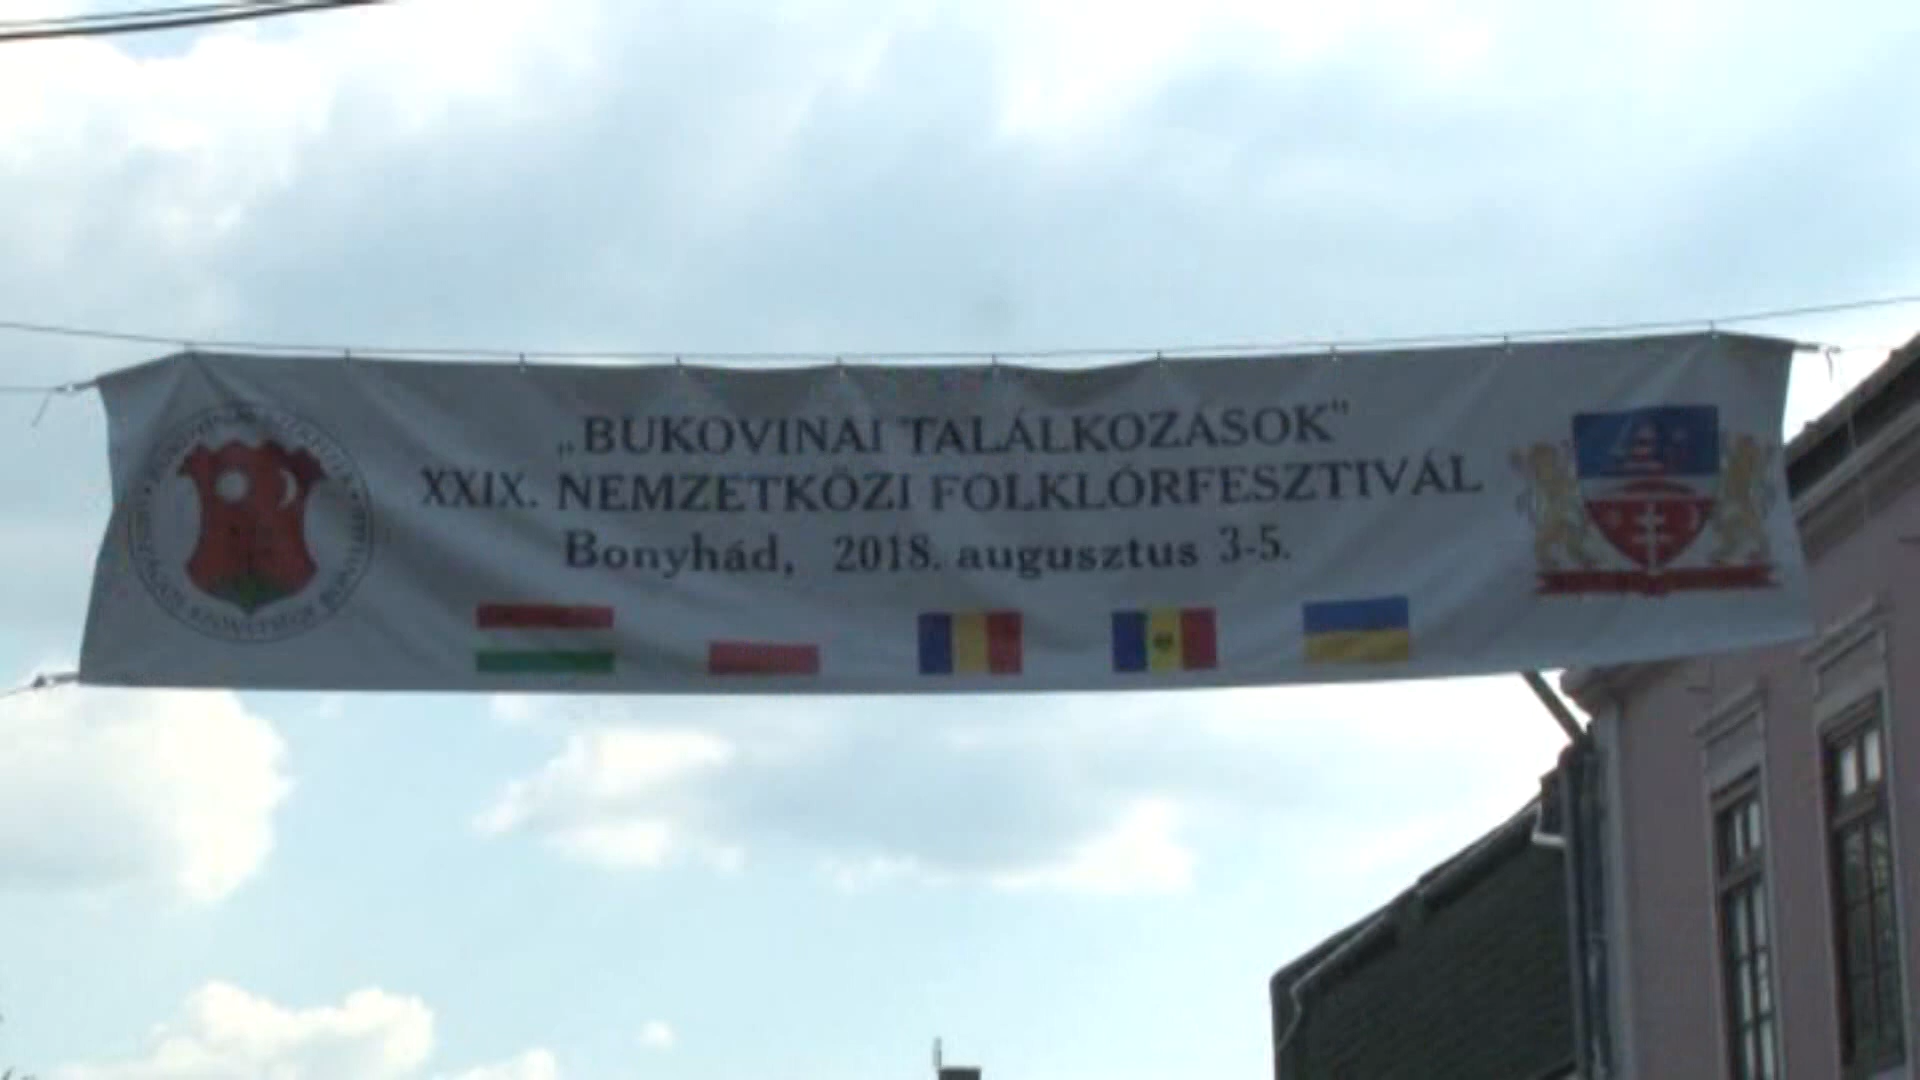 „BUKOVINAI TALÁLKOZÁSOK"
XXIX. NEMZETKÖZI FOLKLÓRFESZTIVÁL
Bonyhád, 2018. augusztus 3-5.